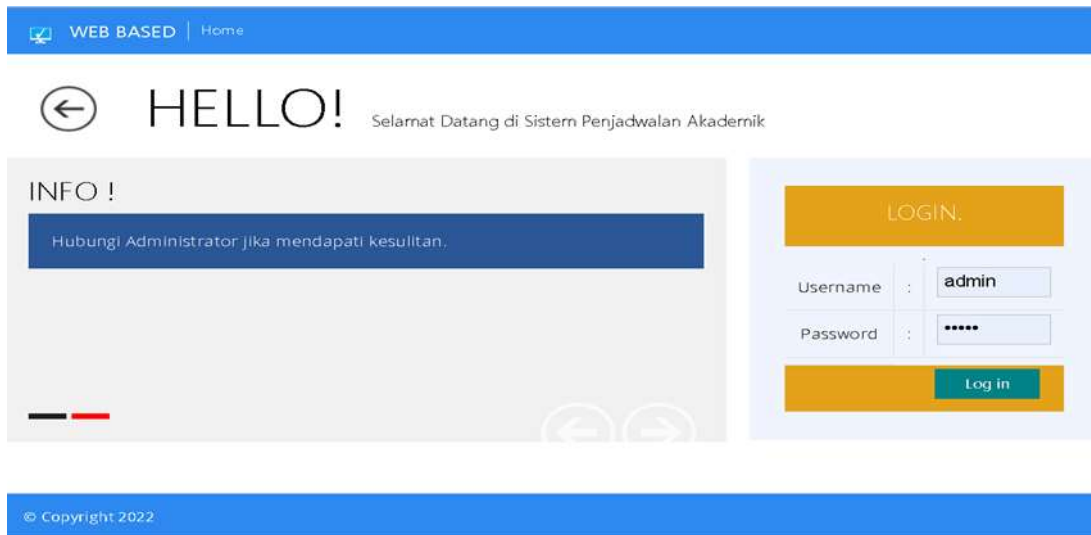 WEB BASED | Home
HELLO! Selamat Datang di Sistem Penjadwalan Akademik
INFO !
Hubungi Administrator jika mendapati kesulitan.
LOGIN.
Username : admin
Password : •••••
Log in
© Copyright 2022